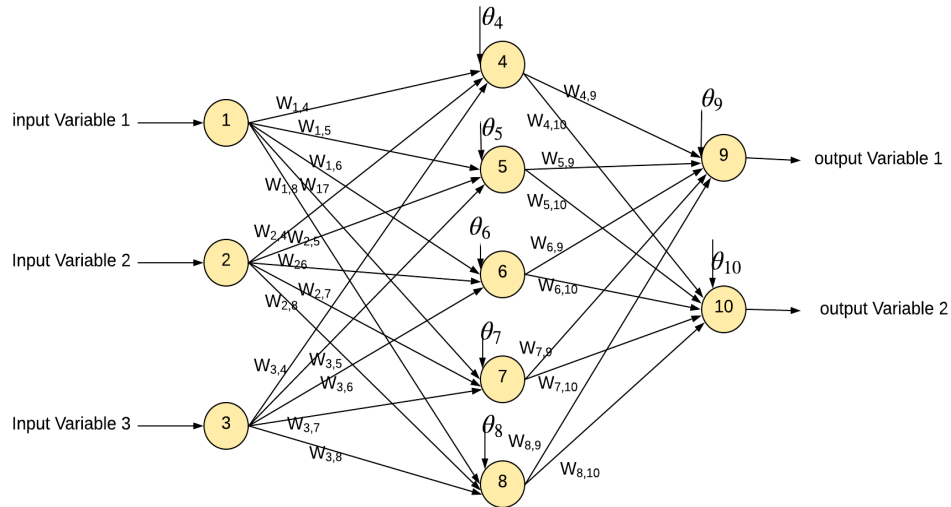 θ4
4
W1,4
W4,9
θ9
input Variable 1
1
W1,5
θ5
W4,10
9
output Variable 1
W1,6
5
W5,9
W1,8
W17
W5,10
W2,4
W2,5
θ6
W6,9
Input Variable 2
2
W26
6
θ10
W2,7
W6,10
W2,8
10
output Variable 2
θ7
W3,4
W3,5
W7,9
W3,6
7
W7,10
Input Variable 3
3
W3,7
θ8
W8,9
W3,8
8
W8,10